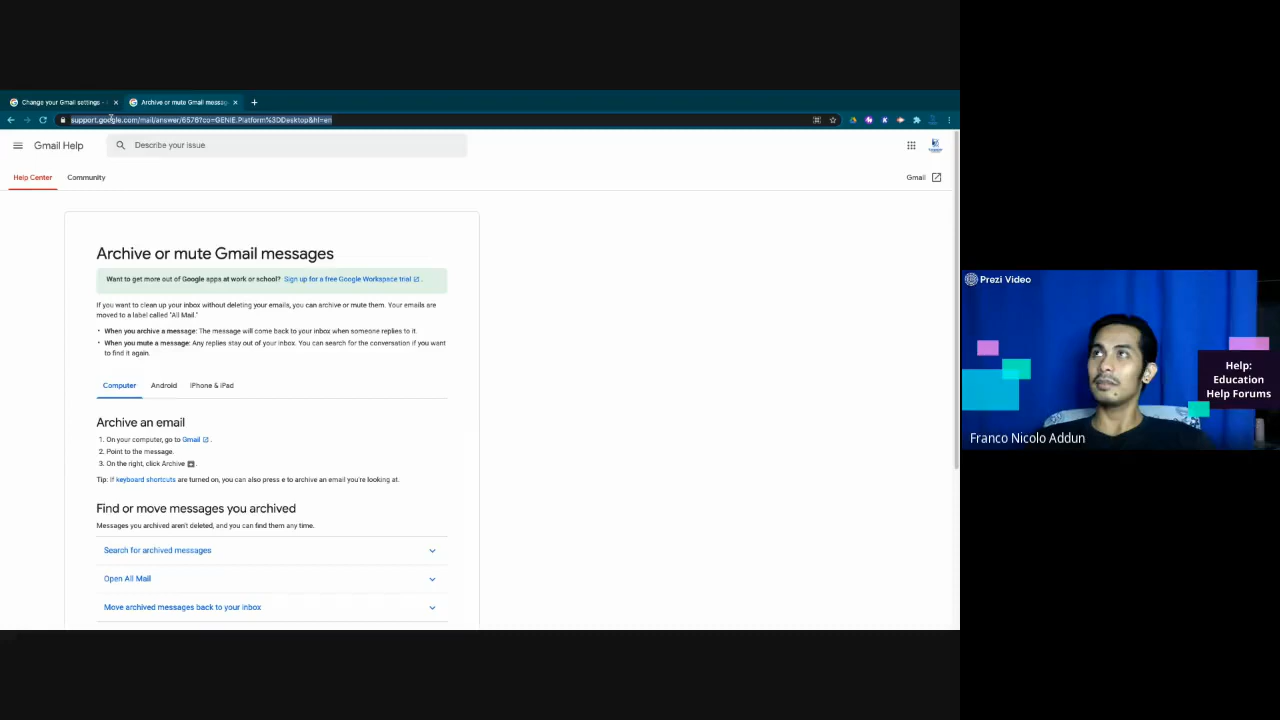 Change your Gmail settings -
Archive or mute Gmail messag
support.google.com/mail/answer/6576?co=GENIE.Platform%3DDesktop&hl=en
Gmail Help
Describe your issue
Help Center
Community
Gmail
Archive or mute Gmail messages
Want to get more out of Google apps at work or school? Sign up for a free Google Workspace trial.
If you want to clean up your inbox without deleting your emails, you can archive or mute them. Your emails are
moved to a label called "All Mail."
• When you archive a message: The message will come back to your inbox when someone replies to it.
• When you mute a message: Any replies stay out of your inbox. You can search for the conversation if you want
to find it again.
Computer
Android
iPhone & iPad
Archive an email
1. On your computer, go to Gmail.
2. Point to the message.
3. On the right, click Archive.
Tip: If keyboard shortcuts are turned on, you can also press e to archive an email you're looking at.
Find or move messages you archived
Messages you archived aren't deleted, and you can find them any time.
Search for archived messages
Open All Mail
Move archived messages back to your inbox
Prezi Video
Help:
Education
Help Forums
Franco Nicolo Addun